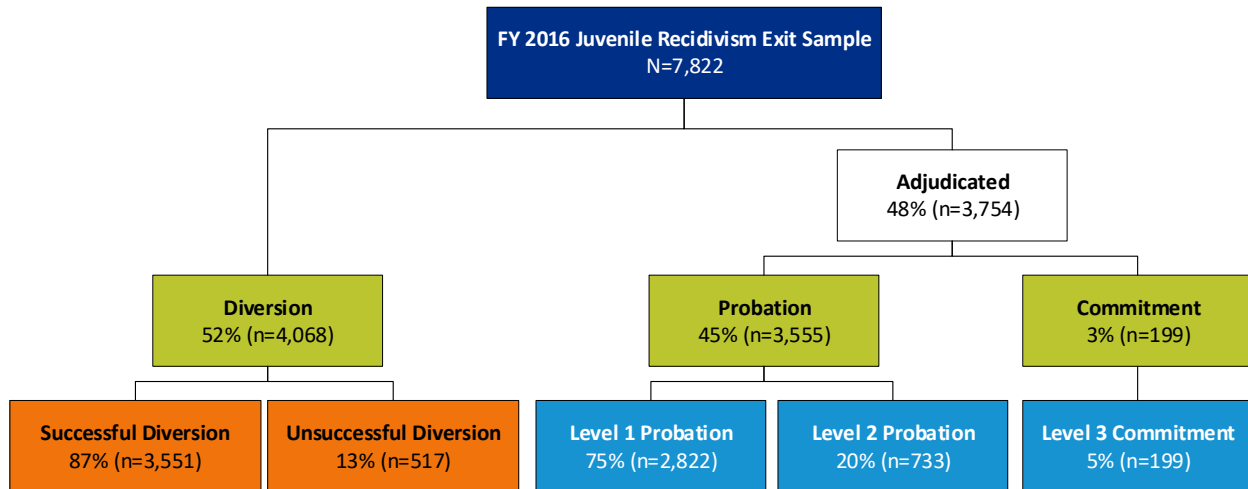 FY 2016 Juvenile Recidivism Exit Sample
N=7,822
Adjudicated
48% (n=3,754)
Diversion
52% (n=4,068)
Probation
45% (n=3,555)
Commitment
3% (n=199)
Successful Diversion
87% (n=3,551)
Unsuccessful Diversion
13% (n=517)
Level 1 Probation
75% (n=2,822)
Level 2 Probation
20% (n=733)
Level 3 Commitment
5% (n=199)